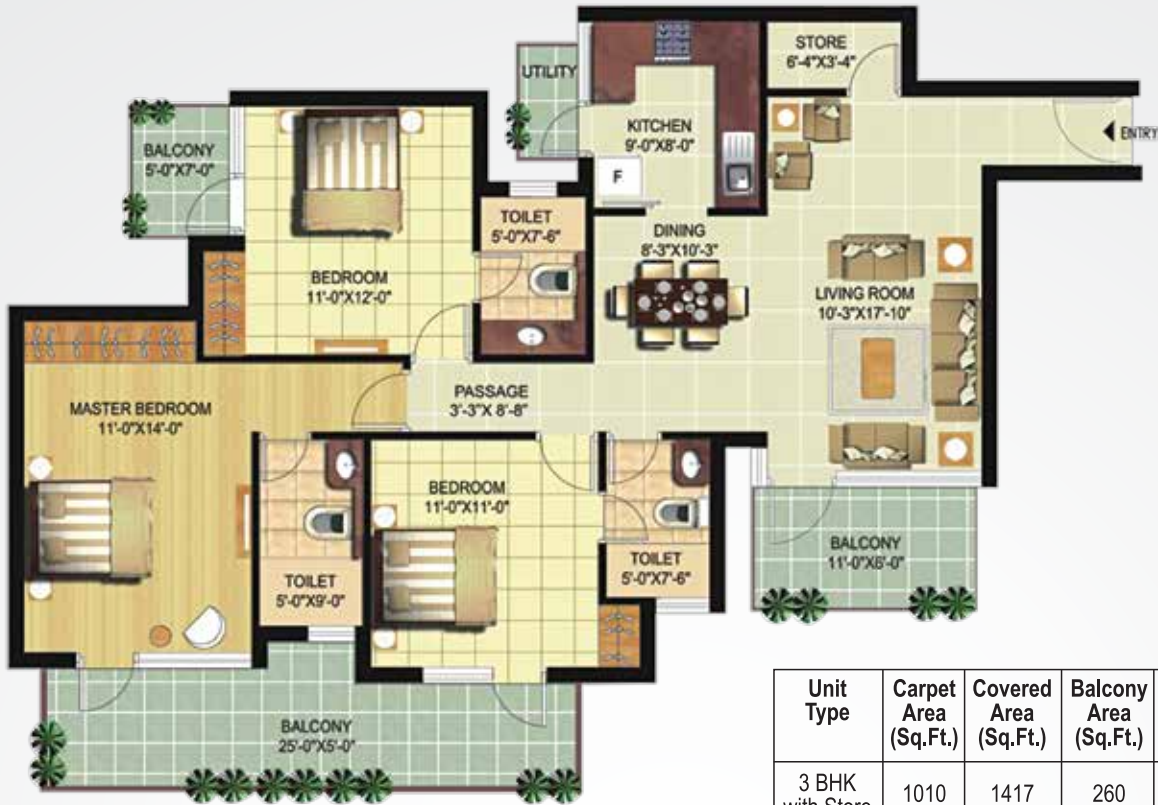 STORE
6'-4"X3'-4"
UTILITY
KITCHEN
9'-0"X8'-0"
F
ENTRY
BALCONY
5'-0"X7'-0"
TOILET
5'-0"X7'-6"
DINING
8'-3"X10'-3"
BEDROOM
11'-0"X12'-0"
LIVING ROOM
10'-3"X17'-10"
PASSAGE
3'-3"X 8'-8"
MASTER BEDROOM
11'-0"X14'-0"
BEDROOM
11'-0"X11'-0"
TOILET
5'-0"X9'-0"
TOILET
5'-0"X7'-6"
BALCONY
11'-0"X6'-0"
BALCONY
25'-0"X5'-0"
Unit Type
Carpet Area (Sq.Ft.)
Covered Area (Sq.Ft.)
Balcony Area (Sq.Ft.)
3 BHK
with Store
1010
1417
260